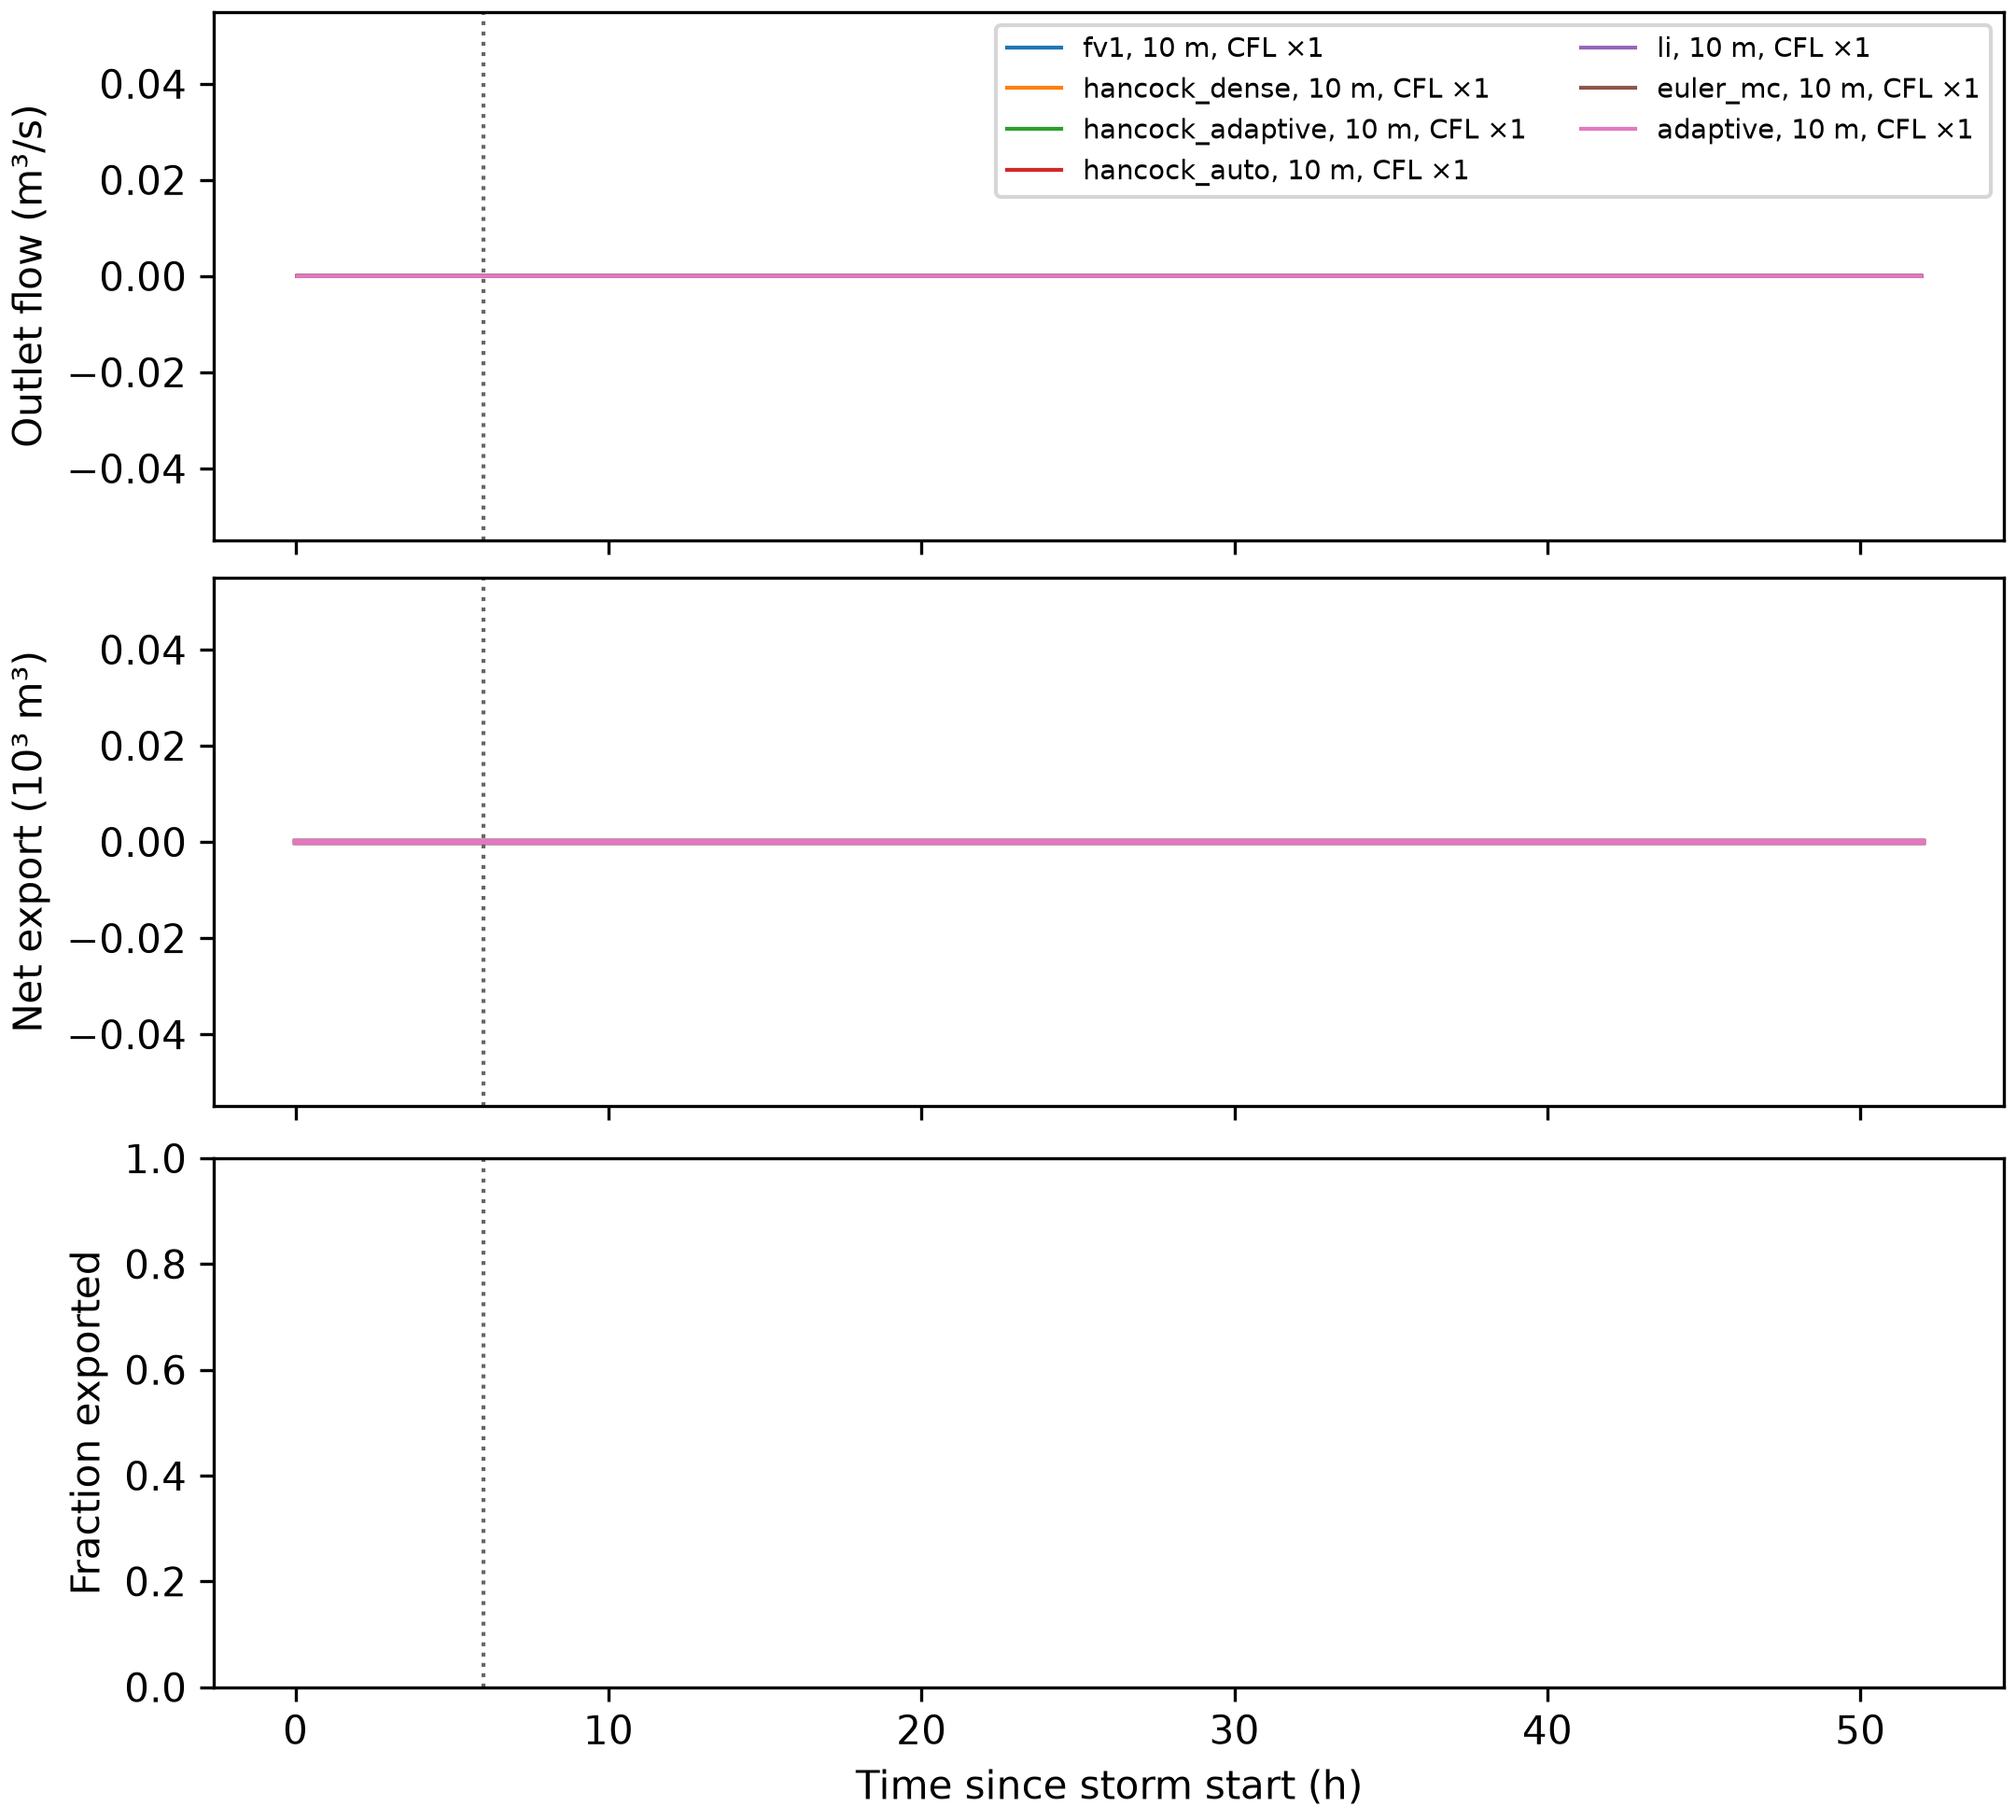 Outlet flow (m³/s)
0.04
0.02
0.00
−0.02
−0.04
fv1, 10 m, CFL ×1
hancock_dense, 10 m, CFL ×1
hancock_adaptive, 10 m, CFL ×1
hancock_auto, 10 m, CFL ×1
li, 10 m, CFL ×1
euler_mc, 10 m, CFL ×1
adaptive, 10 m, CFL ×1
Net export (10³ m³)
0.04
0.02
0.00
−0.02
−0.04
Fraction exported
1.0
0.8
0.6
0.4
0.2
0.0
0 10 20 30 40 50
Time since storm start (h)